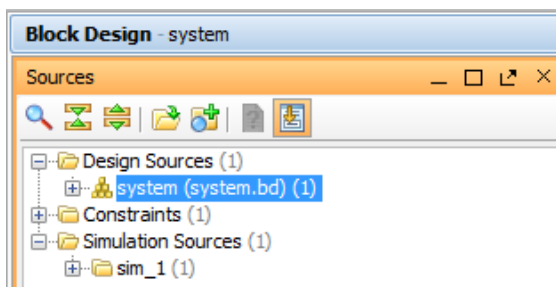 Block Design - system
Sources
Design Sources (1)
system (system.bd) (1)
Constraints (1)
Simulation Sources (1)
sim_1 (1)